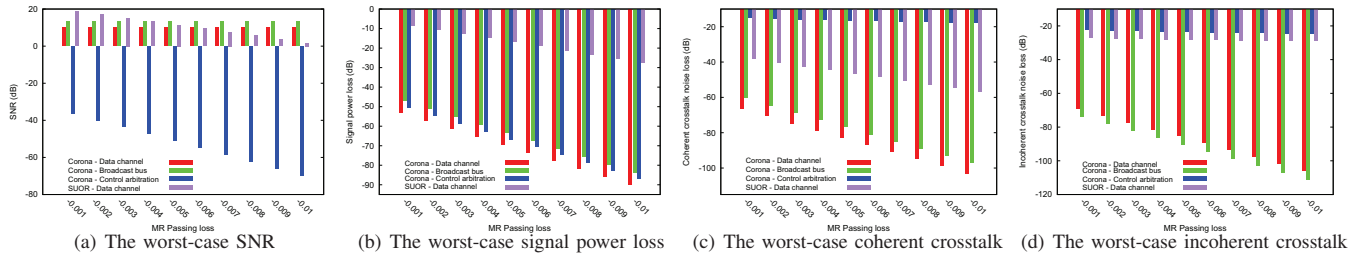 20
0
-20
-40
-60
80
SNR (dB)
Corona - Data channel
Corona - Broadcast bus
Corona - Control arbitration
SUOR - Data channel
-0.001
-0.002
-0.003
-0.004
-0.005
-0.006
-0.007
-0.008
-0.009
-0.01
MR Passing loss
(a) The worst-case SNR
-10
-20
-30
-40
-50
-60
-70
-80
-90
Signal power loss (dB)
Corona - Data channel
Corona - Broadcast bus
Corona - Control arbitration
SUOR - Data channel
-0.001
-0.002
-0.003
-0.004
-0.005
-0.006
-0.007
-0.008
-0.009
-0.01
MR Passing loss
(b) The worst-case signal power loss
-20
-40
-60
-80
-100
Coherent crosstalk noise loss (dB)
Corona - Data channel
Corona - Broadcast bus
Corona - Control arbitration
SUOR - Data channel
-0.001
-0.002
-0.003
-0.004
-0.005
-0.006
-0.007
-0.008
-0.009
-0.01
MR Passing loss
(c) The worst-case coherent crosstalk
-20
-40
-60
-80
-100
-120
Incoherent crosstalk noise loss (dB)
Corona - Data channel
Corona - Broadcast bus
Corona - Control arbitration
SUOR - Data channel
-0.001
-0.002
-0.003
-0.004
-0.005
-0.006
-0.007
-0.008
-0.009
-0.01
MR Passing loss
(d) The worst-case incoherent crosstalk